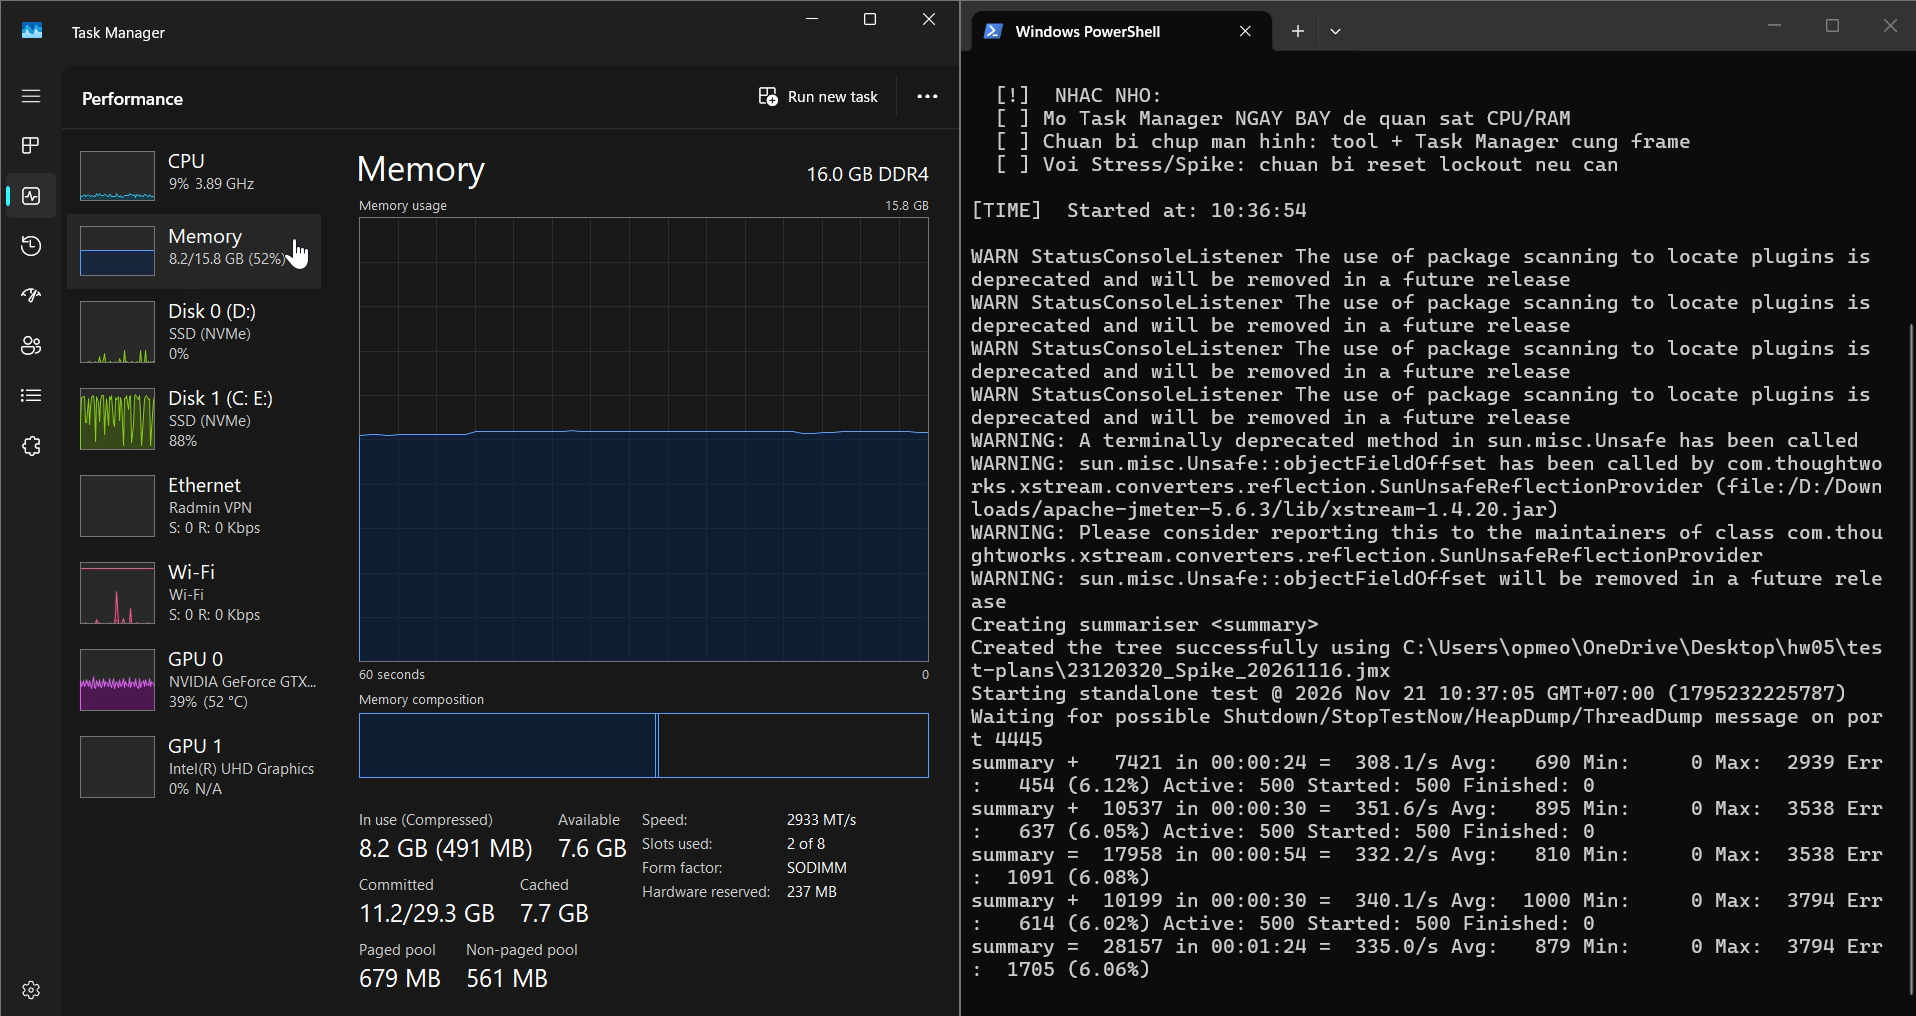 Task Manager
Performance
Run new task
CPU
9% 3.89 GHz
Memory
8.2/15.8 GB (52%)
Disk 0 (D:)
SSD (NVMe)
0%
Disk 1 (C: E:)
SSD (NVMe)
88%
Ethernet
Radmin VPN
S: 0 R: 0 Kbps
Wi-Fi
Wi-Fi
S: 0 R: 0 Kbps
GPU 0
NVIDIA GeForce GTX...
39% (52 °C)
GPU 1
Intel(R) UHD Graphics
0% N/A
Memory
16.0 GB DDR4
Memory usage
15.8 GB
60 seconds
0
Memory composition
In use (Compressed)
8.2 GB (491 MB)
Available
7.6 GB
Committed
11.2/29.3 GB
Cached
7.7 GB
Paged pool
679 MB
Non-paged pool
561 MB
Speed: 2933 MT/s
Slots used: 2 of 8
Form factor: SODIMM
Hardware reserved: 237 MB
Windows PowerShell
[!]  NHAC NHO:
[ ] Mo Task Manager NGAY BAY de quan sat CPU/RAM
[ ] Chuan bi chup man hinh: tool + Task Manager cung frame
[ ] Voi Stress/Spike: chuan bi reset lockout neu can
[TIME]  Started at: 10:36:54
WARN StatusConsoleListener The use of package scanning to locate plugins is
deprecated and will be removed in a future release
WARN StatusConsoleListener The use of package scanning to locate plugins is
deprecated and will be removed in a future release
WARN StatusConsoleListener The use of package scanning to locate plugins is
deprecated and will be removed in a future release
WARN StatusConsoleListener The use of package scanning to locate plugins is
deprecated and will be removed in a future release
WARNING: A terminally deprecated method in sun.misc.Unsafe has been called
WARNING: sun.misc.Unsafe::objectFieldOffset has been called by com.thoughtwo
rks.xstream.converters.reflection.SunUnsafeReflectionProvider (file:/D:/Down
loads/apache-jmeter-5.6.3/lib/xstream-1.4.20.jar)
WARNING: Please consider reporting this to the maintainers of class com.thou
ghtworks.xstream.converters.reflection.SunUnsafeReflectionProvider
WARNING: sun.misc.Unsafe::objectFieldOffset will be removed in a future rele
ase
Creating summariser <summary>
Created the tree successfully using C:\Users\opmeo\OneDrive\Desktop\hw05\tes
t-plans\23120320_Spike_20261116.jmx
Starting standalone test @ 2026 Nov 21 10:37:05 GMT+07:00 (1795232225787)
Waiting for possible Shutdown/StopTestNow/HeapDump/ThreadDump message on por
t 4445
summary +   7421 in 00:00:24 =  308.1/s Avg:   690 Min:     0 Max:  2939 Err
:   454 (6.12%) Active: 500 Started: 500 Finished: 0
summary +  10537 in 00:00:30 =  351.6/s Avg:   895 Min:     0 Max:  3538 Err
:   637 (6.05%) Active: 500 Started: 500 Finished: 0
summary =  17958 in 00:00:54 =  332.2/s Avg:   810 Min:     0 Max:  3538 Err
:  1091 (6.08%)
summary +  10199 in 00:00:30 =  340.1/s Avg:  1000 Min:     0 Max:  3794 Err
:   614 (6.02%) Active: 500 Started: 500 Finished: 0
summary =  28157 in 00:01:24 =  335.0/s Avg:   879 Min:     0 Max:  3794 Err
:  1705 (6.06%)